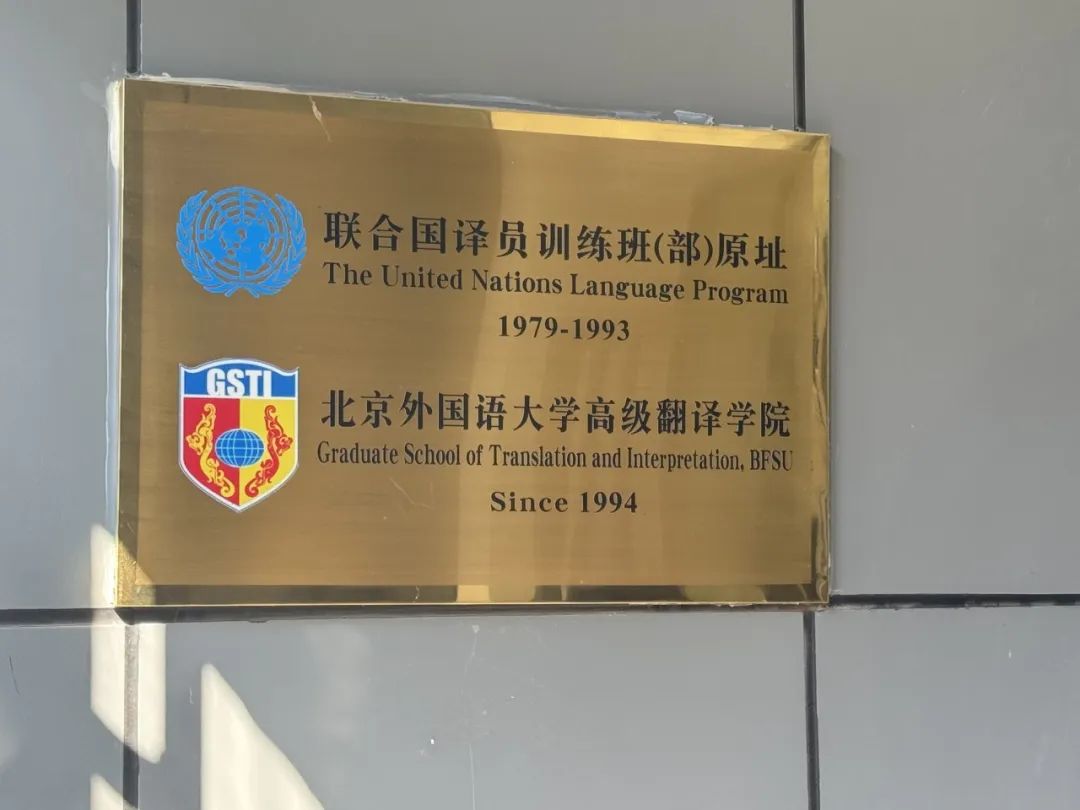 联合国译员训练班(部)原址
The United Nations Language Program
1979-1993
GSTI
北京外国语大学高级翻译学院
Graduate School of Translation and Interpretation, BFSU
Since 1994